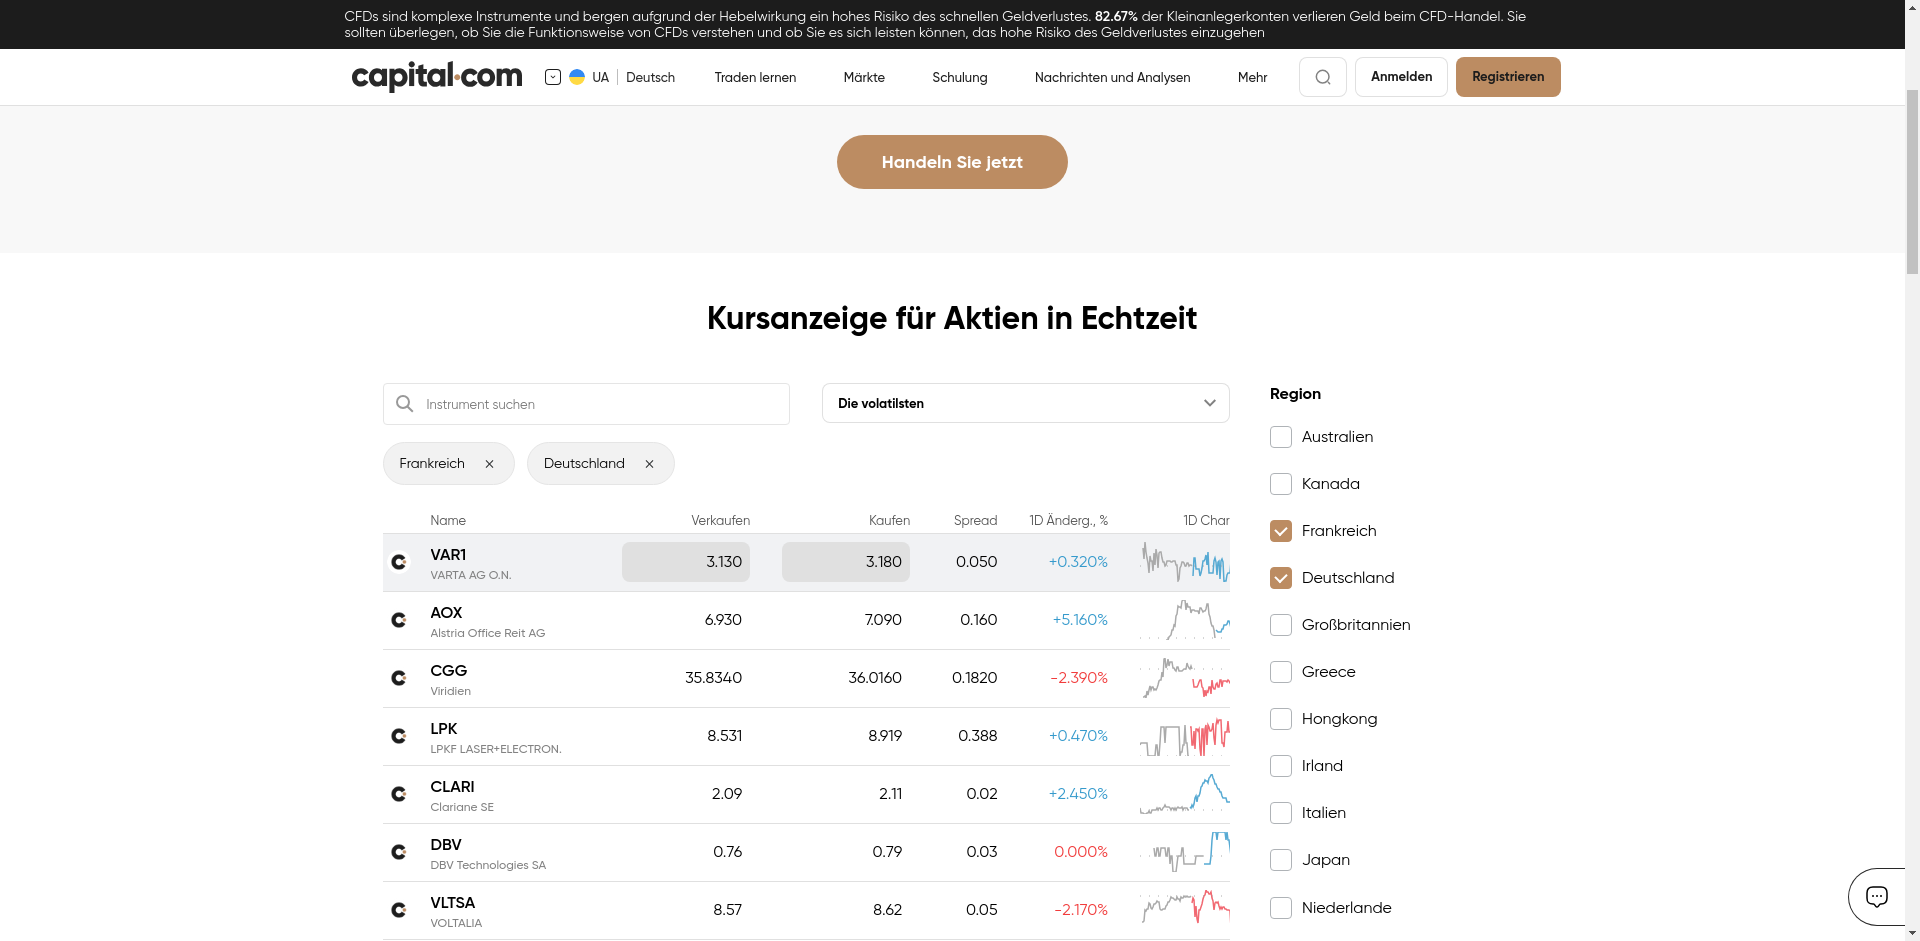 CFDs sind komplexe Instrumente und bergen aufgrund der Hebelwirkung ein hohes Risiko des schnellen Geldverlustes. 82.67% der Kleinanlegerkonten verlieren Geld beim CFD-Handel. Sie
sollten überlegen, ob Sie die Funktionsweise von CFDs verstehen und ob Sie es sich leisten können, das hohe Risiko des Geldverlustes einzugehen
capital.com UA Deutsch Traden lernen Märkte Schulung Nachrichten und Analysen Mehr Anmelden Registrieren
Handeln Sie jetzt
Kursanzeige für Aktien in Echtzeit
Instrument suchen
Die volatilsten
Frankreich Deutschland
Name Verkaufen Kaufen Spread 1D Änderg., % 1D Char
VAR1 3.130 3.180 0.050 +0.320%
VARTA AG O.N.
AOX 6.930 7.090 0.160 +5.160%
Alstria Office Reit AG
CGG 35.8340 36.0160 0.1820 -2.390%
Viridien
LPK 8.531 8.919 0.388 +0.470%
LPKF LASER+ELECTRON.
CLARI 2.09 2.11 0.02 +2.450%
Clariane SE
DBV 0.76 0.79 0.03 0.000%
DBV Technologies SA
VLTSA 8.57 8.62 0.05 -2.170%
VOLTALIA
Region
Australien
Kanada
Frankreich
Deutschland
Großbritannien
Greece
Hongkong
Irland
Italien
Japan
Niederlande